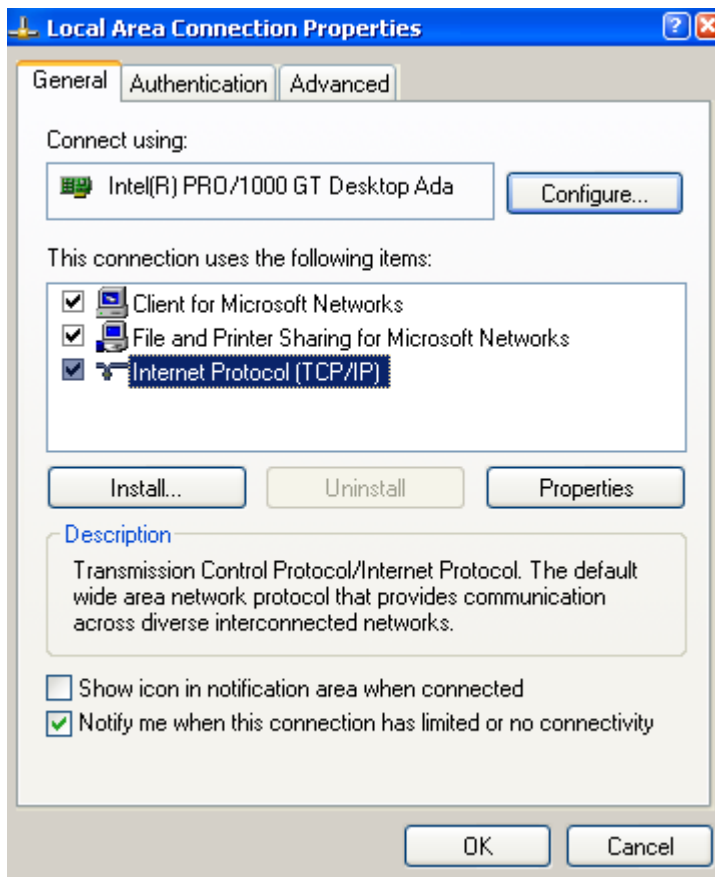 Local Area Connection Properties
General Authentication Advanced
Connect using:
Intel(R) PRO/1000 GT Desktop Ada
Configure...
This connection uses the following items:
Client for Microsoft Networks
File and Printer Sharing for Microsoft Networks
Internet Protocol (TCP/IP)
Install... Uninstall Properties
Description
Transmission Control Protocol/Internet Protocol. The default
wide area network protocol that provides communication
across diverse interconnected networks.
Show icon in notification area when connected
Notify me when this connection has limited or no connectivity
OK Cancel